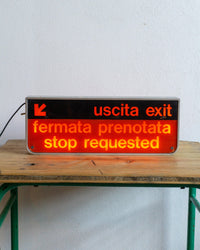 uscita exit
fermata prenotata
stop requested